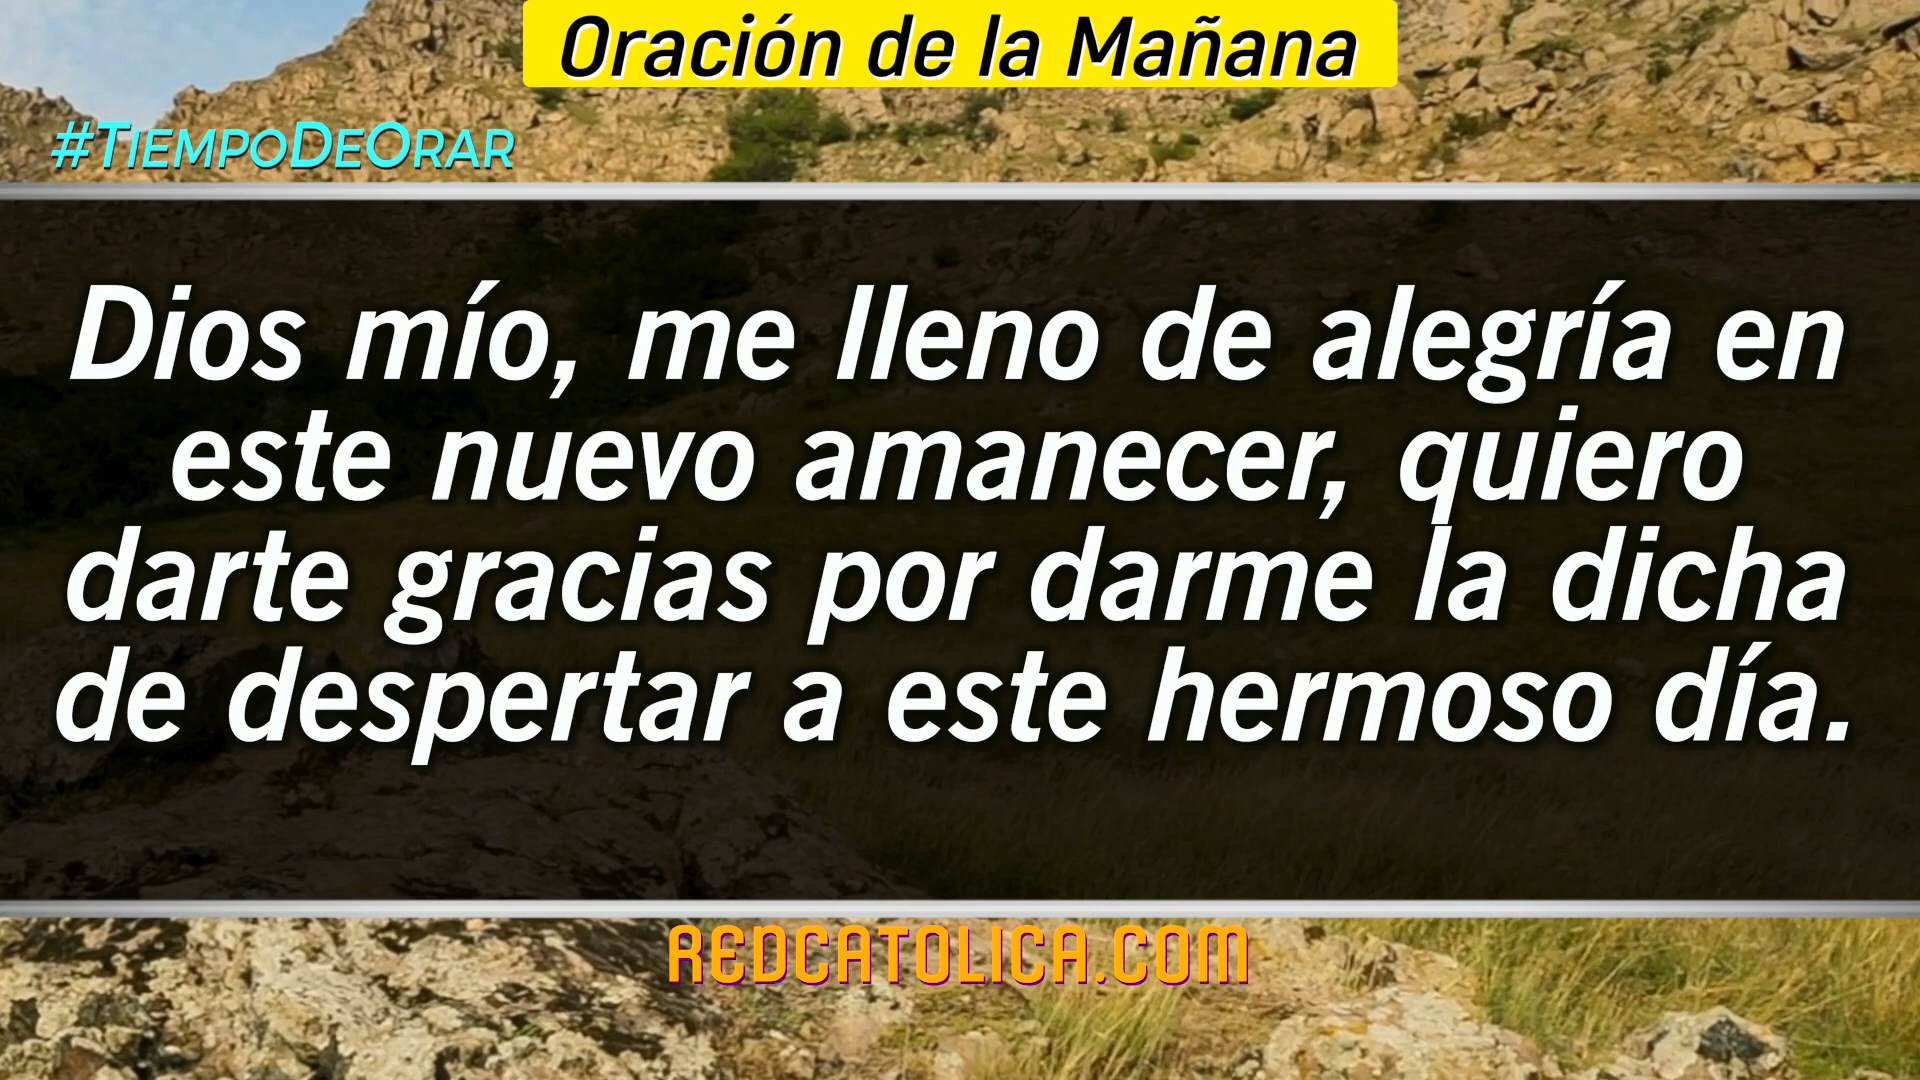 Oración de la Mañana
#TiempoDeOrar
Dios mío, me lleno de alegría en
este nuevo amanecer, quiero
darte gracias por darme la dicha
de despertar a este hermoso día.
REDCATOLICA.COM